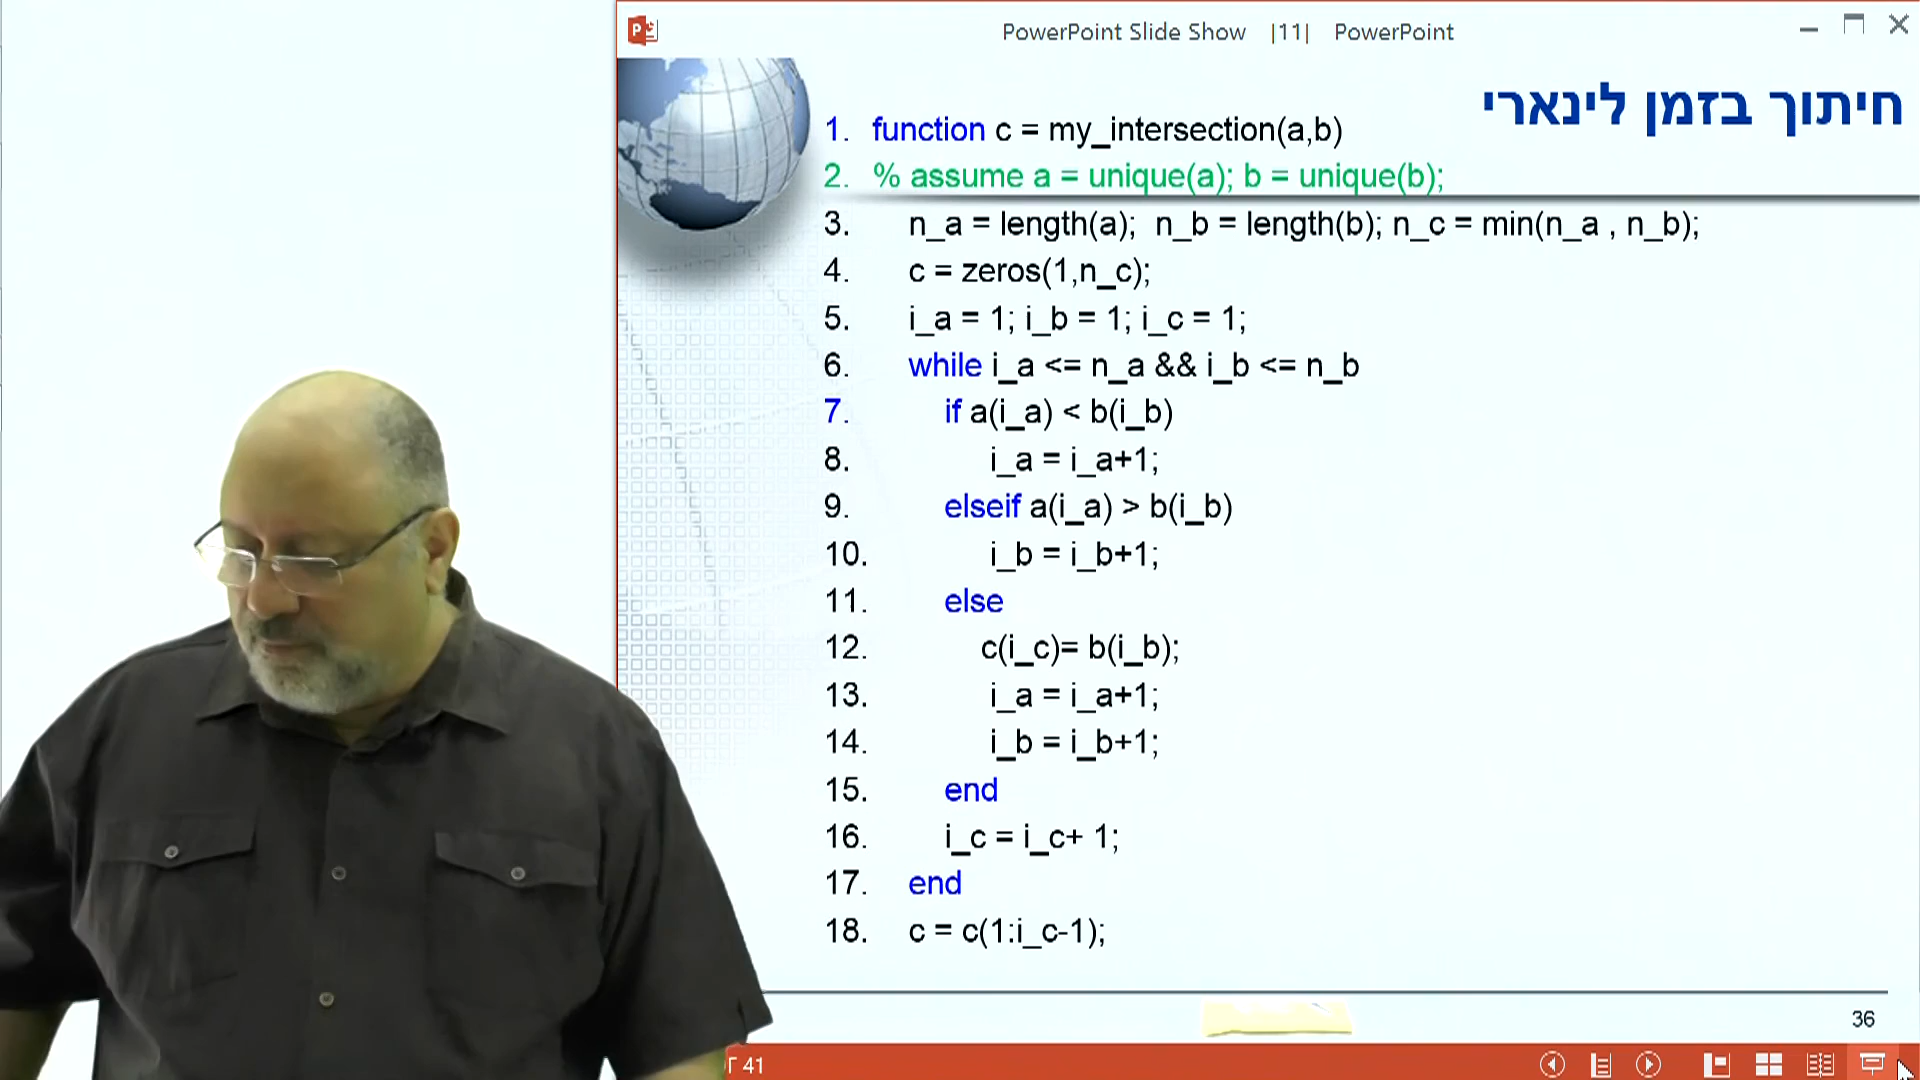 PowerPoint Slide Show |11| PowerPoint
חיתוך בזמן לינארי
1. function c = my_intersection(a,b)
2. % assume a = unique(a); b = unique(b);
3. n_a = length(a); n_b = length(b); n_c = min(n_a , n_b);
4. c = zeros(1,n_c);
5. i_a = 1; i_b = 1; i_c = 1;
6. while i_a <= n_a && i_b <= n_b
7. if a(i_a) < b(i_b)
8. i_a = i_a+1;
9. elseif a(i_a) > b(i_b)
10. i_b = i_b+1;
11. else
12. c(i_c)= b(i_b);
13. i_a = i_a+1;
14. i_b = i_b+1;
15. end
16. i_c = i_c+ 1;
17. end
18. c = c(1:i_c-1);
36
41